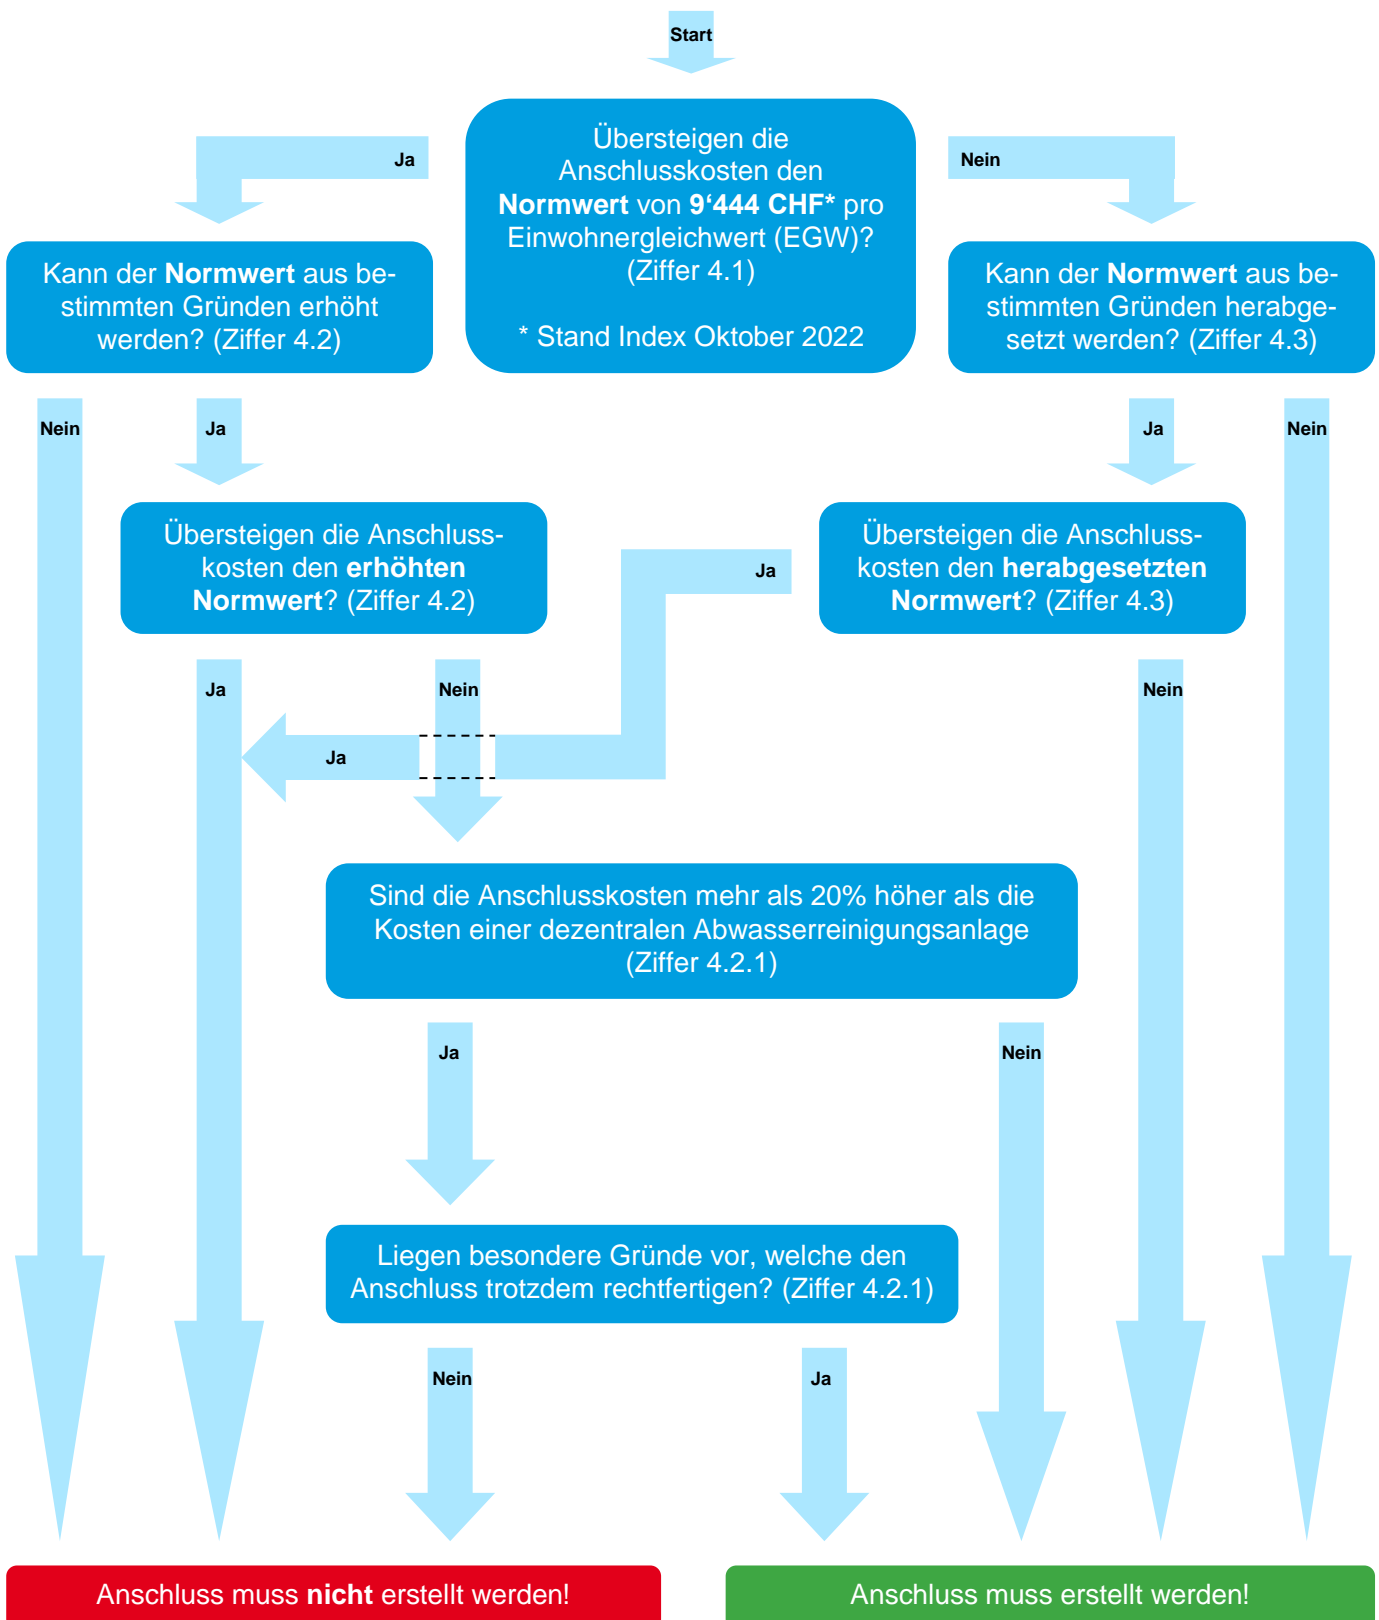 Start
Übersteigen die
Anschlusskosten den
Normwert von 9‘444 CHF* pro
Einwohnergleichwert (EGW)?
(Ziffer 4.1)
* Stand Index Oktober 2022
Ja
Nein
Kann der Normwert aus be-
stimmten Gründen erhöht
werden? (Ziffer 4.2)
Kann der Normwert aus be-
stimmten Gründen herabge-
setzt werden? (Ziffer 4.3)
Nein
Ja
Ja
Nein
Übersteigen die Anschluss-
kosten den erhöhten
Normwert? (Ziffer 4.2)
Ja
Übersteigen die Anschluss-
kosten den herabgesetzten
Normwert? (Ziffer 4.3)
Ja
Nein
Nein
Ja
Sind die Anschlusskosten mehr als 20% höher als die
Kosten einer dezentralen Abwasserreinigungsanlage
(Ziffer 4.2.1)
Ja
Nein
Liegen besondere Gründe vor, welche den
Anschluss trotzdem rechtfertigen? (Ziffer 4.2.1)
Nein
Ja
Anschluss muss nicht erstellt werden!
Anschluss muss erstellt werden!